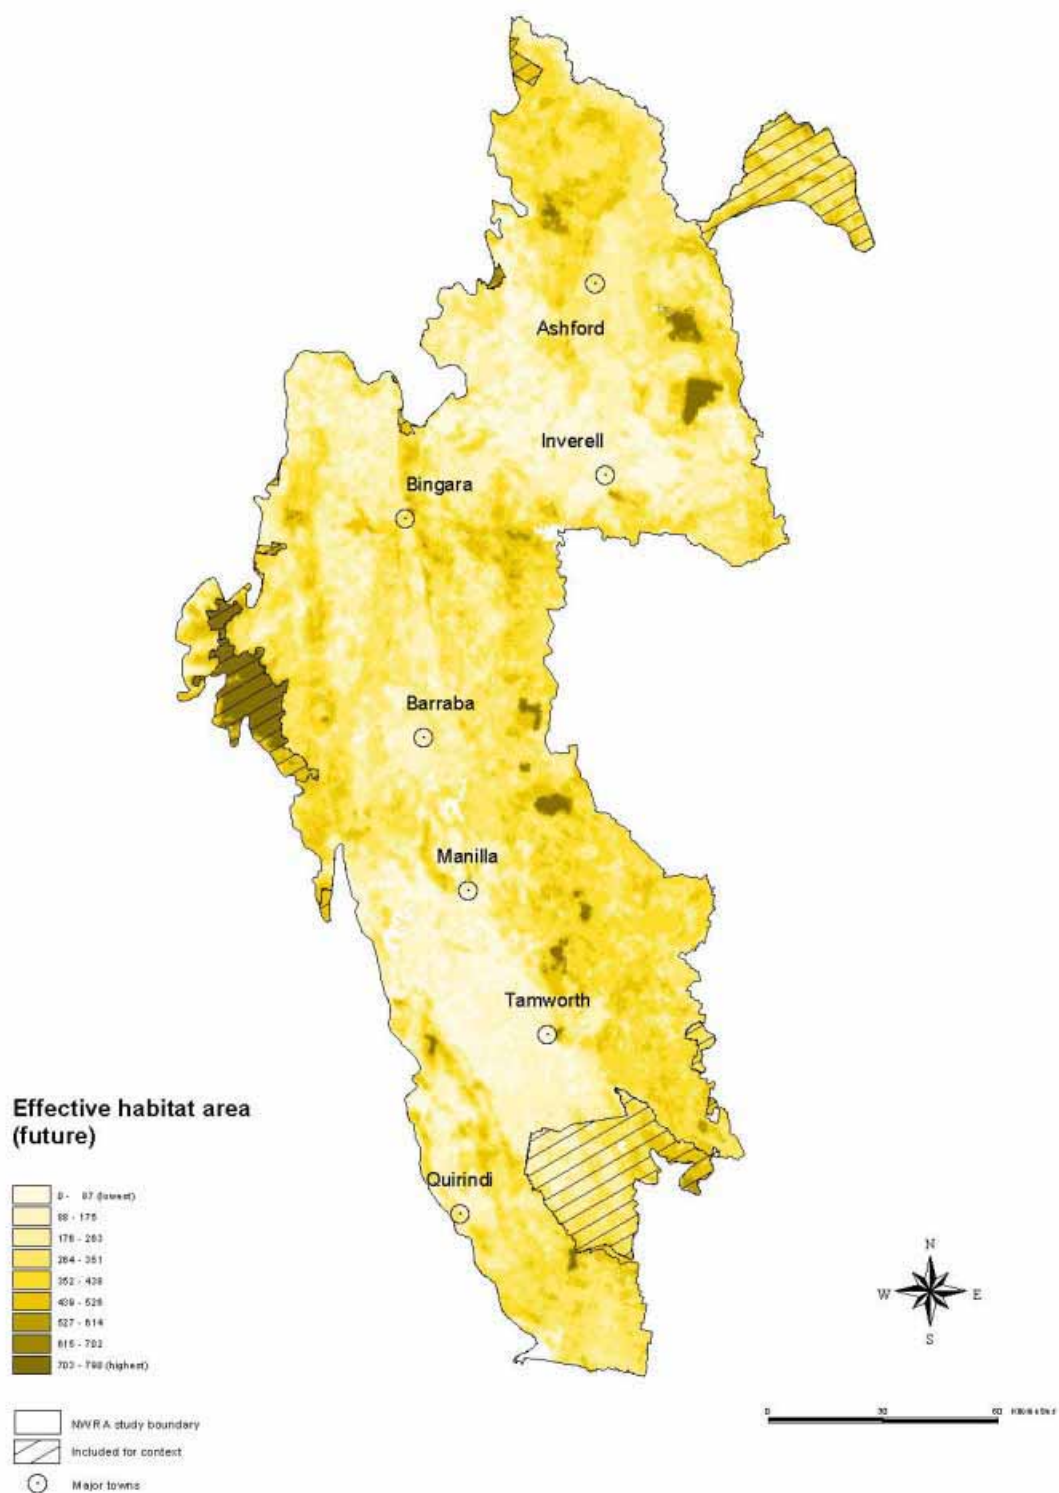 Ashford
Inverell
Bingara
Barraba
Manilla
Tamworth
Quirindi
Effective habitat area
(future)
0 - 87 (lowest)
88 - 175
176 - 263
264 - 351
352 - 438
439 - 526
527 - 614
615 - 702
703 - 790 (highest)
NWRA study boundary
Included for context
Major towns
N
W E
S
0 30 60 Kilometers